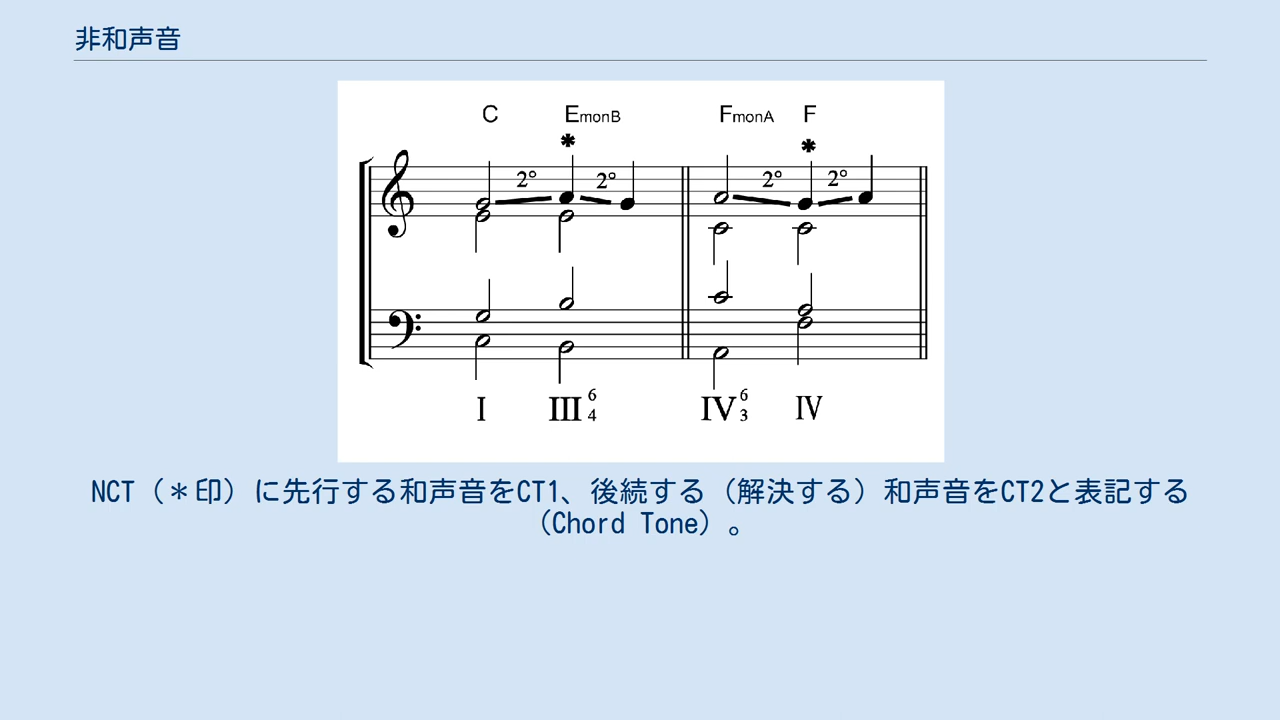 非和声音
C EmonB FmonA F
* *
2° 2° 2° 2°
I III 6 4 IV 6 3 IV
NCT（＊印）に先行する和声音をCT1、後続する（解決する）和声音をCT2と表記する
（Chord Tone）。